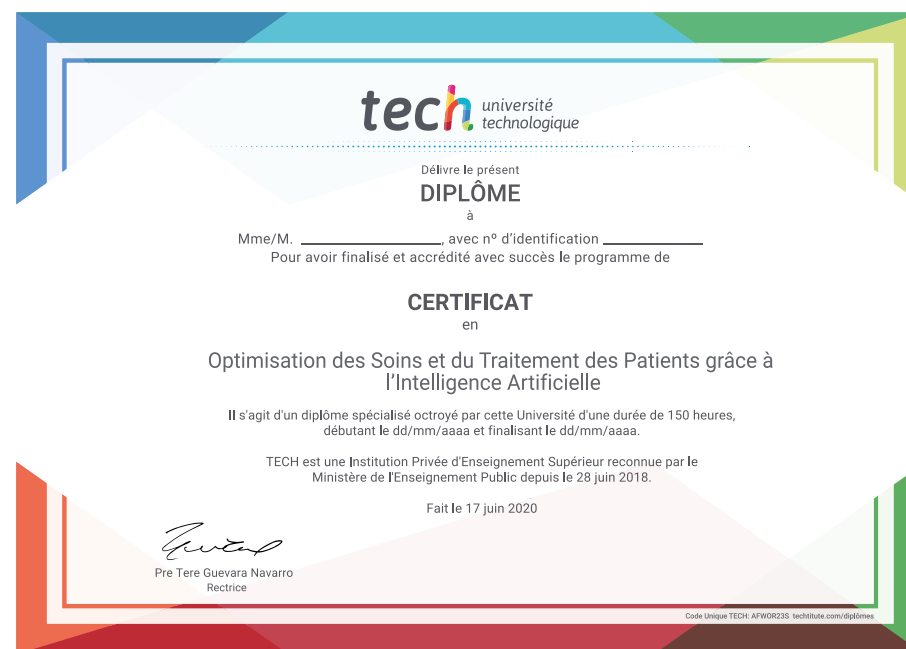 tech université
technologique
Délivre le présent
DIPLÔME
à
Mme/M. ____________________, avec nº d'identification ______________
Pour avoir finalisé et accrédité avec succès le programme de
CERTIFICAT
en
Optimisation des Soins et du Traitement des Patients grâce à
l'Intelligence Artificielle
Il s'agit d'un diplôme spécialisé octroyé par cette Université d'une durée de 150 heures,
débutant le dd/mm/aaaa et finalisant le dd/mm/aaaa.
TECH est une Institution Privée d'Enseignement Supérieur reconnue par le
Ministère de l'Enseignement Public depuis le 28 juin 2018.
Fait le 17 juin 2020
Pre Tere Guevara Navarro
Rectrice
Code Unique TECH: AFWOR23S techtitute.com/diplômes